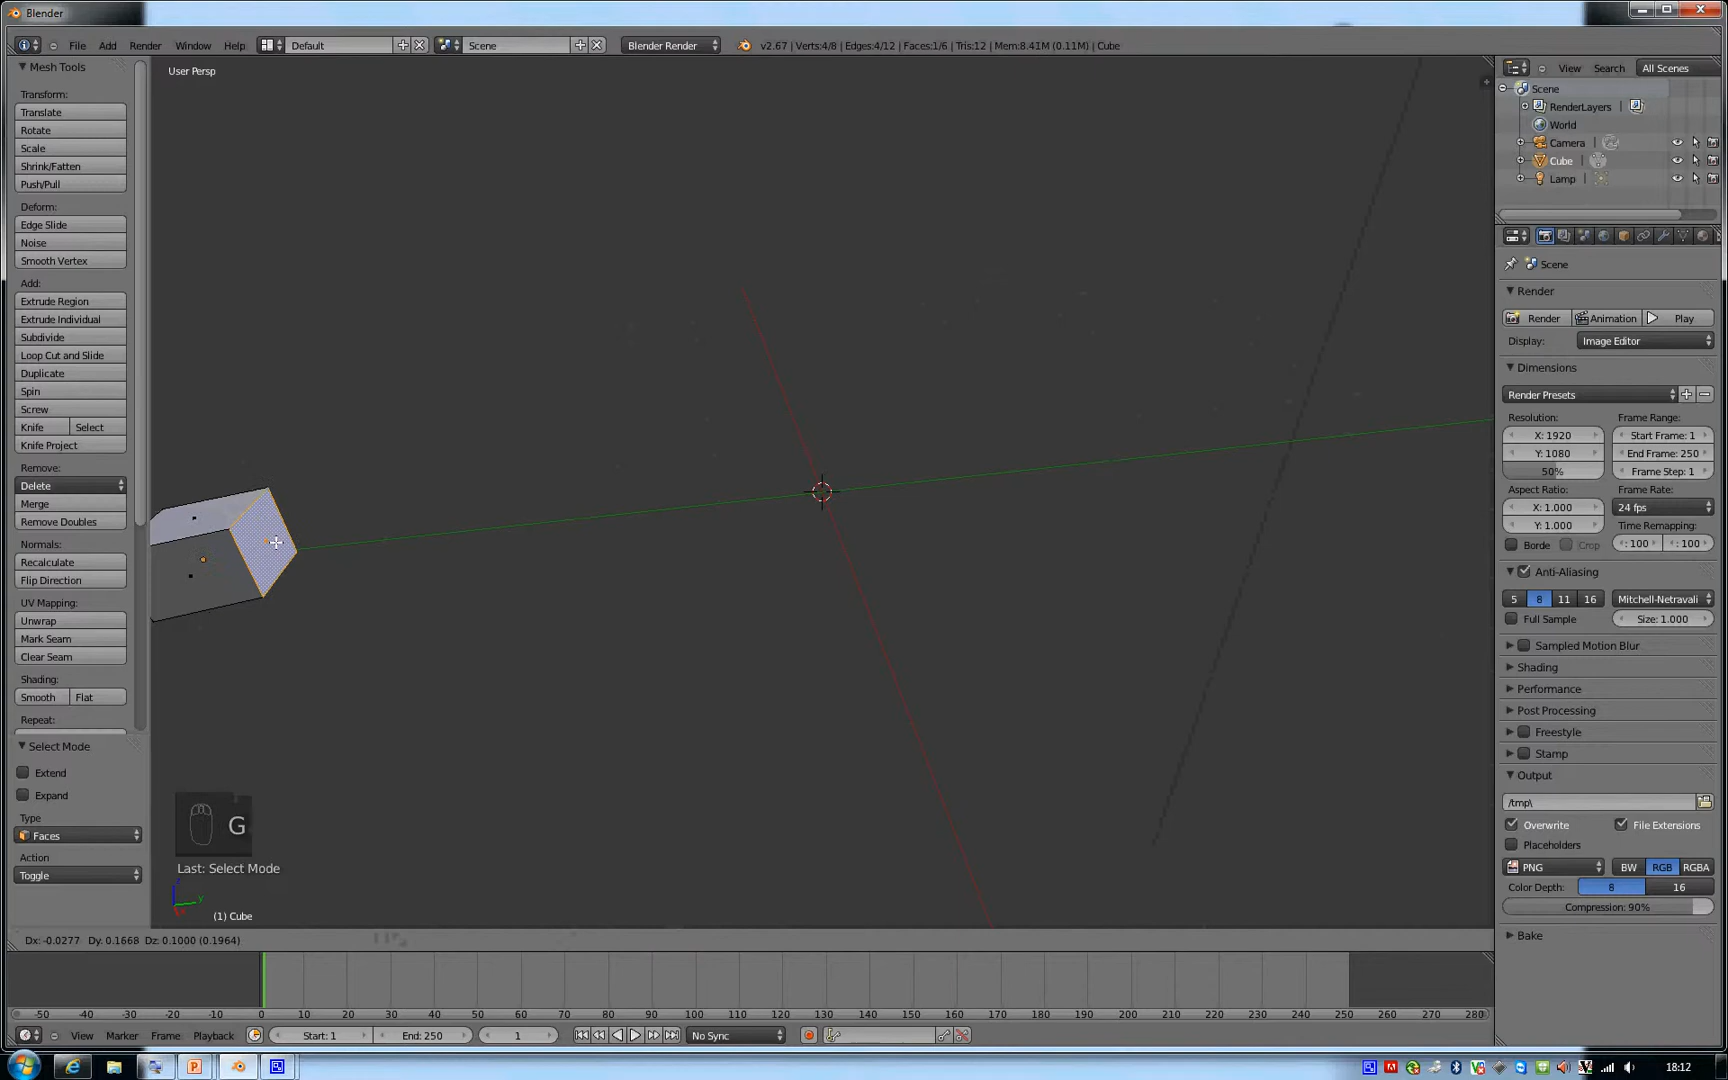 Blender
File Add Render Window Help Default Scene Blender Render v2.67 | Verts:4/8 | Edges:4/12 | Faces:1/6 | Tris:12 | Mem:8.41M (0.11M) | Cube
Mesh Tools
Transform:
Translate
Rotate
Scale
Shrink/Fatten
Push/Pull
Deform:
Edge Slide
Noise
Smooth Vertex
Add:
Extrude Region
Extrude Individual
Subdivide
Loop Cut and Slide
Duplicate
Spin
Screw
Knife Select
Knife Project
Remove:
Delete
Merge
Remove Doubles
Normals:
Recalculate
Flip Direction
UV Mapping:
Unwrap
Mark Seam
Clear Seam
Shading:
Smooth Flat
Repeat:
Select Mode
Extend
Expand
Type
Faces
Action
Toggle
User Persp
G
Last: Select Mode
y
(1) Cube
Dx: -0.0277 Dy: 0.1668 Dz: 0.1000 (0.1964)
View Search All Scenes
Scene
RenderLayers
World
Camera
Cube
Lamp
Scene
Render
Render Animation Play
Display: Image Editor
Dimensions
Render Presets
Resolution: Frame Range:
X: 1920 Start Frame: 1
Y: 1080 End Frame: 250
50% Frame Step: 1
Aspect Ratio: Frame Rate:
X: 1.000 24 fps
Y: 1.000 Time Remapping:
Borde Crop : 100 : 100
Anti-Aliasing
5 8 11 16 Mitchell-Netravali
Full Sample Size: 1.000
Sampled Motion Blur
Shading
Performance
Post Processing
Freestyle
Stamp
Output
/tmp\
Overwrite File Extensions
Placeholders
PNG BW RGB RGBA
Color Depth: 8 16
Compression: 90%
Bake
-50 -40 -30 -20 -10 0 10 20 30 40 50 60 70 80 90 100 110 120 130 140 150 160 170 180 190 200 210 220 230 240 250 260 270 280
View Marker Frame Playback Start: 1 End: 250 1 No Sync
18:12